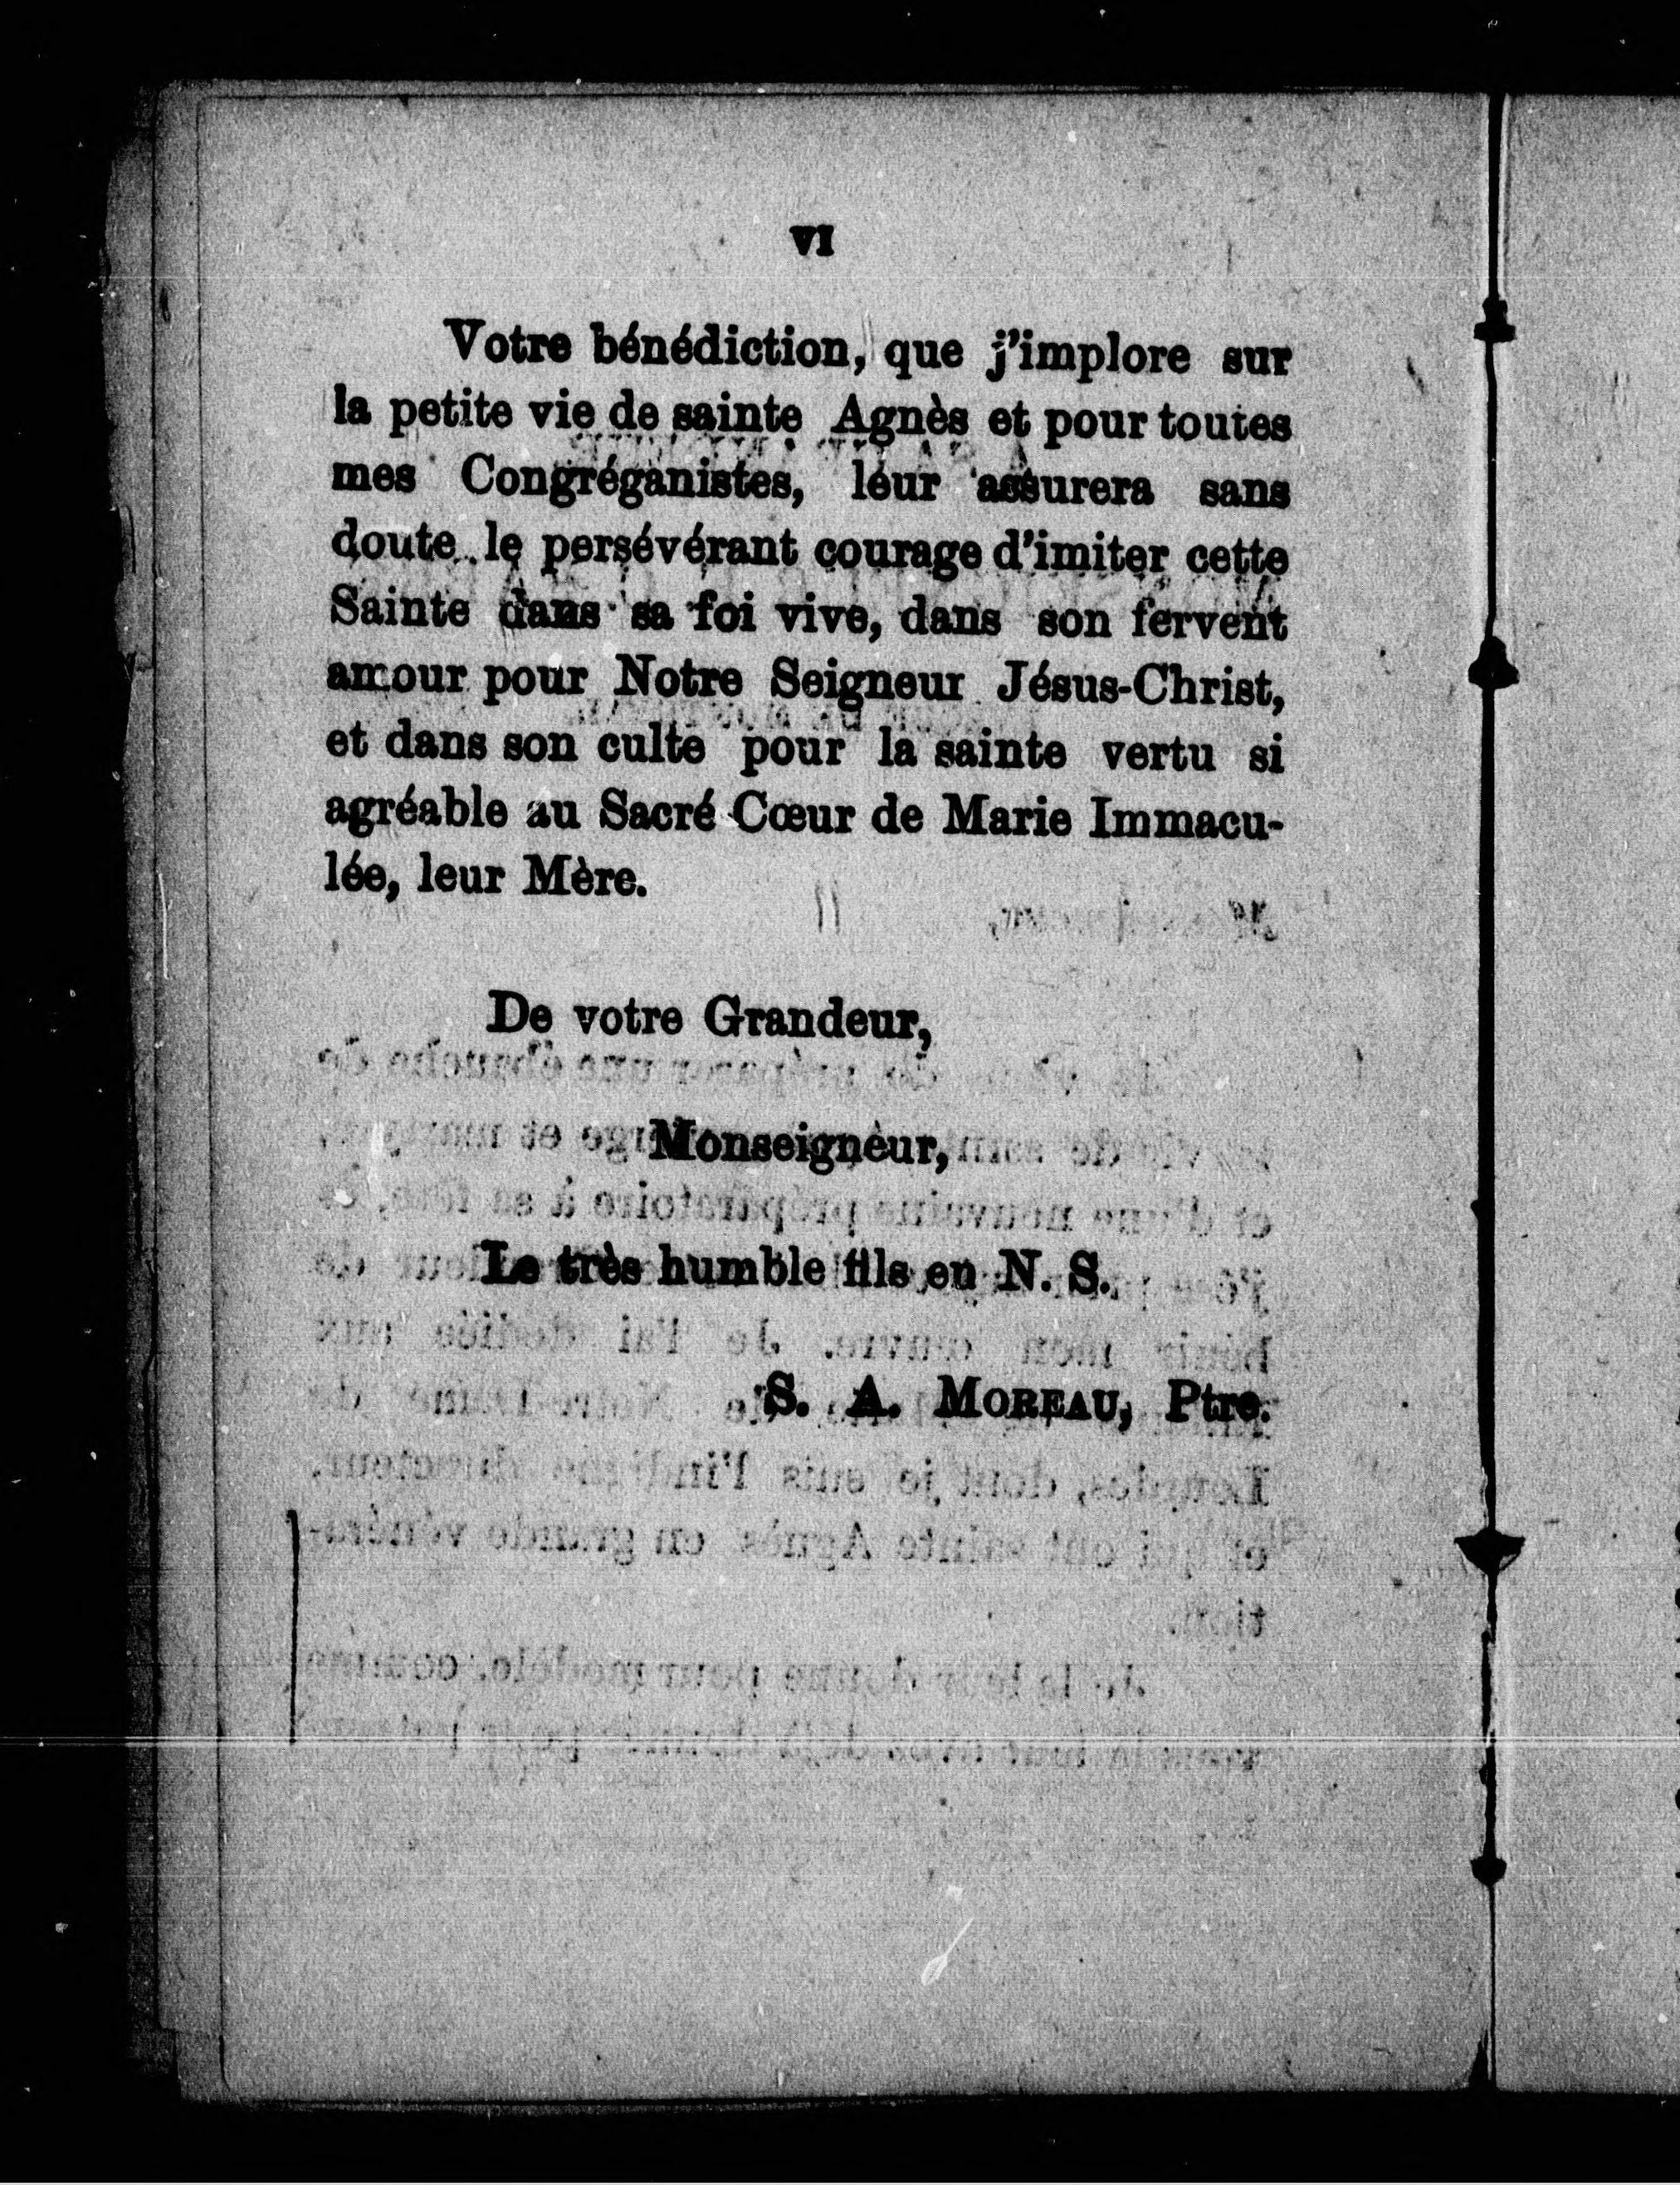 VI
Votre bénédiction, que j'implore sur
la petite vie de sainte Agnès et pour toutes
mes Congréganistes, leur assurera sans
doute le persévérant courage d'imiter cette
Sainte dans sa foi vive, dans son fervent
amour pour Notre Seigneur Jésus-Christ,
et dans son culte pour la sainte vertu si
agréable au Sacré Cœur de Marie Immacu-
lée, leur Mère.
De votre Grandeur,
Monseigneur,
Le très humble fils en N. S.
S. A. MOREAU, Ptre.